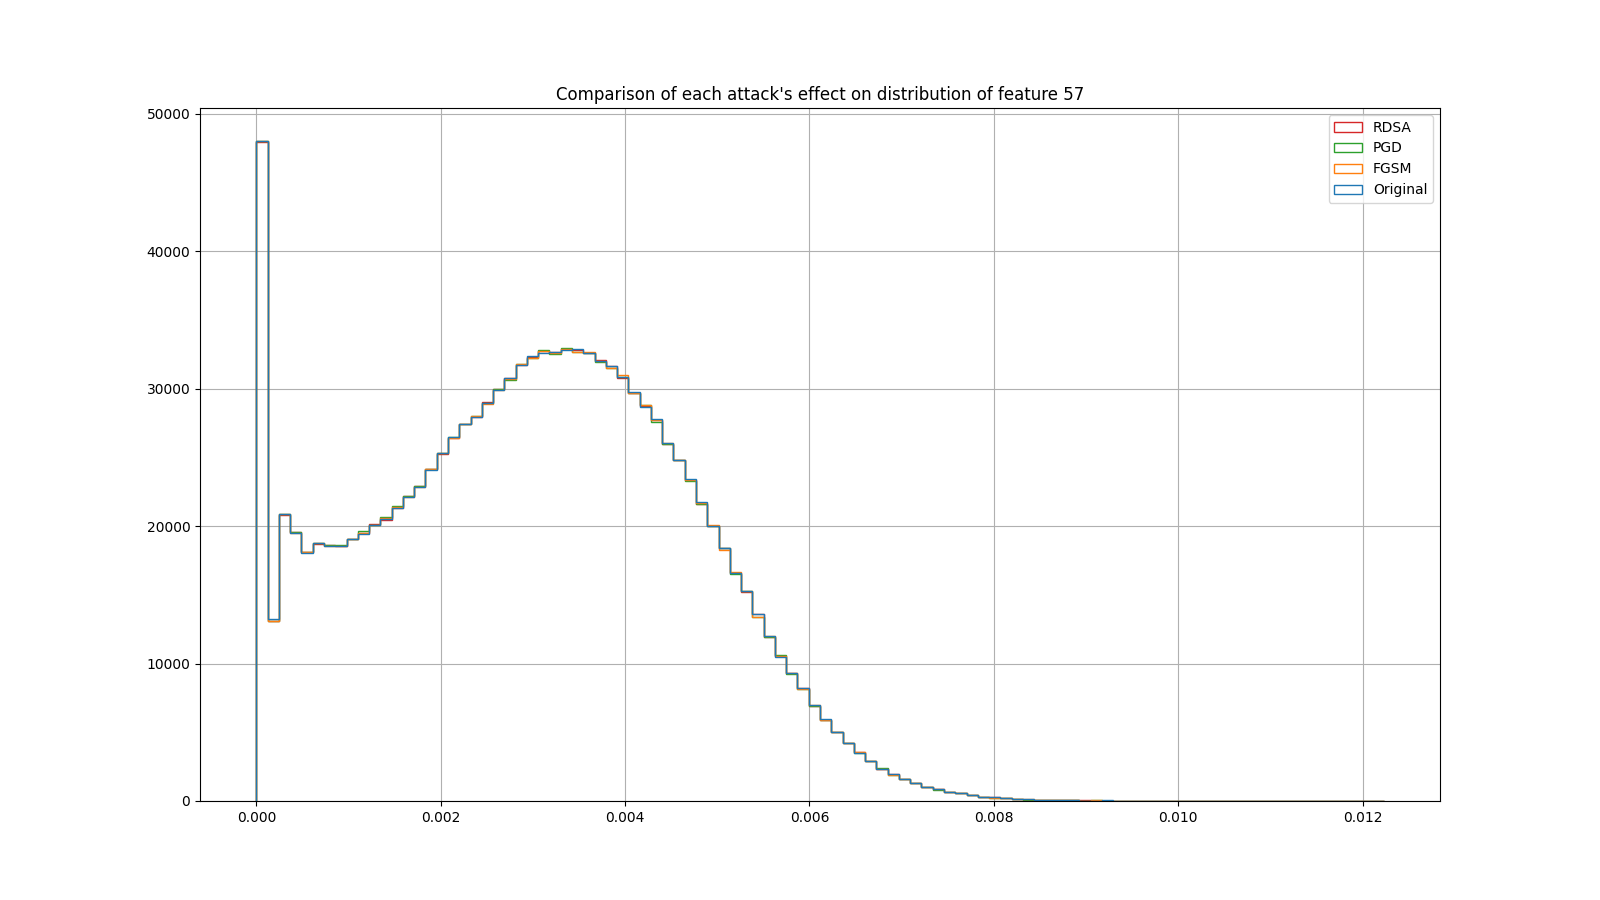 Comparison of each attack's effect on distribution of feature 57
50000
40000
30000
20000
10000
0
0.000 0.002 0.004 0.006 0.008 0.010 0.012
RDSA
PGD
FGSM
Original